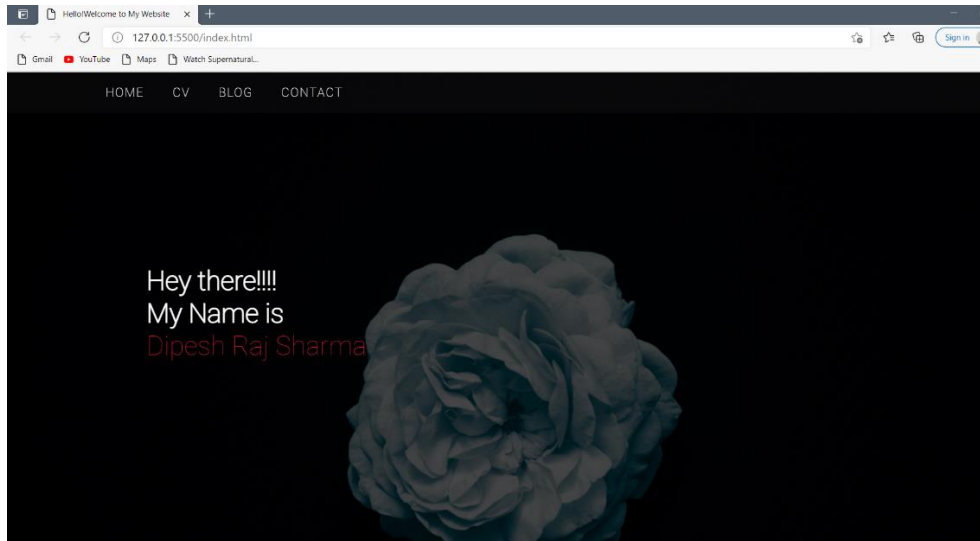 Hello!Welcome to My Website
127.0.0.1:5500/index.html
Sign in
Gmail YouTube Maps Watch Supernatural...
HOME CV BLOG CONTACT
Hey there!!!!
My Name is
Dipesh Raj Sharma